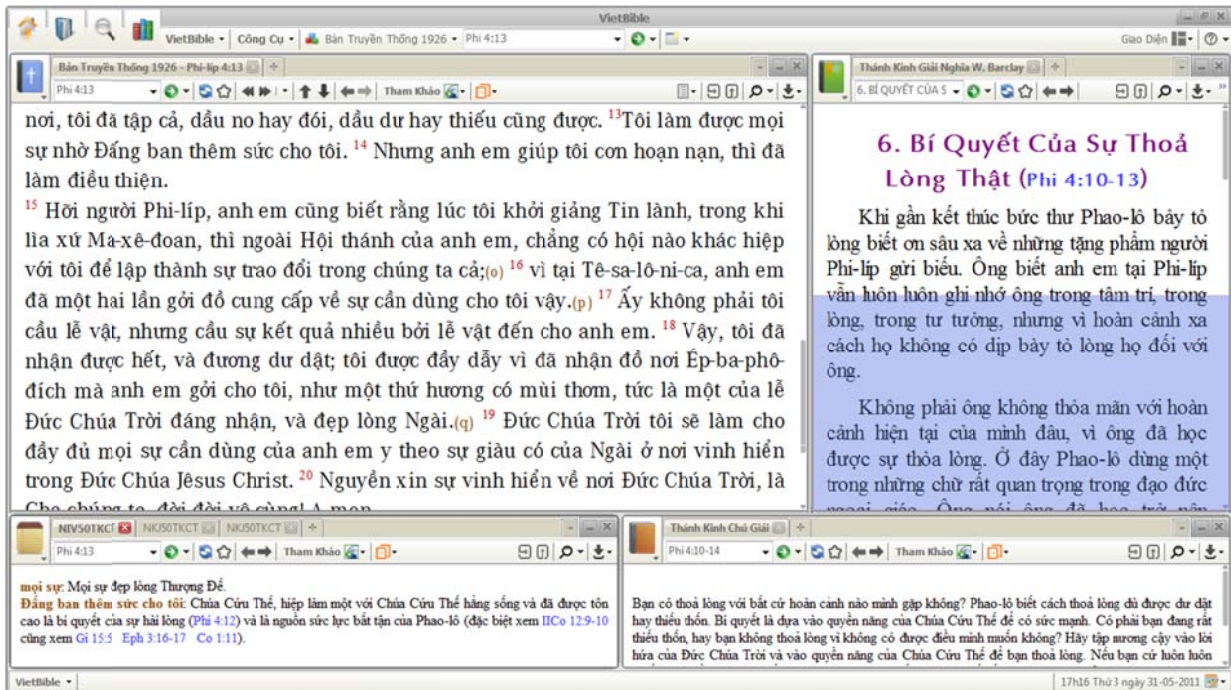 VietBible
VietBible Công Cụ Bản Truyền Thống 1926 Phi 4:13 Giao Diện
Bản Truyền Thống 1926 - Phi-líp 4:13
Phi 4:13 Tham Khảo
nơi, tôi đã tập cả, dầu no hay đói, dầu dư hay thiếu cũng được. 13Tôi làm được mọi
sự nhờ Đấng ban thêm sức cho tôi. 14 Nhưng anh em giúp tôi cơn hoạn nạn, thì đã
làm điều thiện.
15 Hỡi người Phi-líp, anh em cũng biết rằng lúc tôi khởi giảng Tin lành, trong khi
lìa xứ Ma-xê-đoan, thì ngoài Hội thánh của anh em, chẳng có hội nào khác hiệp
với tôi để lập thành sự trao đổi trong chúng ta cả;(o) 16 vì tại Tê-sa-lô-ni-ca, anh em
đã một hai lần gởi đồ cung cấp về sự cần dùng cho tôi vậy.(p) 17 Ấy không phải tôi
cầu lễ vật, nhưng cầu sự kết quả nhiều bởi lễ vật đến cho anh em. 18 Vậy, tôi đã
nhận được hết, và đương dư dật; tôi được đầy dẫy vì đã nhận đồ nơi Ép-ba-phô-
đích mà anh em gởi cho tôi, như một thứ hương có mùi thơm, tức là một của lễ
Đức Chúa Trời đáng nhận, và đẹp lòng Ngài.(q) 19 Đức Chúa Trời tôi sẽ làm cho
đầy đủ mọi sự cần dùng của anh em y theo sự giàu có của Ngài ở nơi vinh hiển
trong Đức Chúa Jêsus Christ. 20 Nguyền xin sự vinh hiển về nơi Đức Chúa Trời, là
Cha chúng ta, đời đời vô cùng! A-men.
Thánh Kinh Giải Nghĩa W. Barclay
6. BÍ QUYẾT CỦA S
6. Bí Quyết Của Sự Thoả
Lòng Thật (Phi 4:10-13)
Khi gần kết thúc bức thư Phao-lô bảy tỏ
lòng biết ơn sâu xa về những tặng phẩm người
Phi-líp gửi biếu. Ông biết anh em tại Phi-líp
vẫn luôn luôn ghi nhớ ông trong tâm trí, trong
lòng, trong tư tưởng, nhưng vì hoàn cảnh xa
cách họ không có dịp bày tỏ lòng họ đối với
ông.
Không phải ông không thỏa mãn với hoàn
cảnh hiện tại của mình đâu, vì ông đã học
được sự thỏa lòng. Ở đây Phao-lô dùng một
trong những chữ rất quan trọng trong đạo đức
ngoại giáo. Ông nói ông đã học trở nên
NIV50TKCT NKJ50TKCT NKJ50TKCT
Phi 4:13 Tham Khảo
mọi sự: Mọi sự đẹp lòng Thượng Đế.
Đấng ban thêm sức cho tôi: Chúa Cứu Thế, hiệp làm một với Chúa Cứu Thế hằng sống và đã được tôn
cao là bí quyết của sự hài lòng (Phi 4:12) và là nguồn sức lực bất tận của Phao-lô (đặc biệt xem IICo 12:9-10
cũng xem Gi 15:5 Eph 3:16-17 Co 1:11).
Thánh Kinh Chú Giải
Phi 4:10-14 Tham Khảo
Bạn có thoả lòng với bất cứ hoàn cảnh nào mình gặp không? Phao-lô biết cách thoả lòng dù được dư dật
hay thiếu thốn. Bí quyết là dựa vào quyền năng của Chúa Cứu Thế để có sức mạnh. Có phải bạn đang rất
thiếu thốn, hay bạn không thoả lòng vì không có được điều mình muốn không? Hãy tập nương cậy vào lời
hứa của Đức Chúa Trời và vào quyền năng của Chúa Cứu Thế để bạn thoả lòng. Nếu bạn cứ luôn luôn
VietBible 17h16 Thứ 3 ngày 31-05-2011